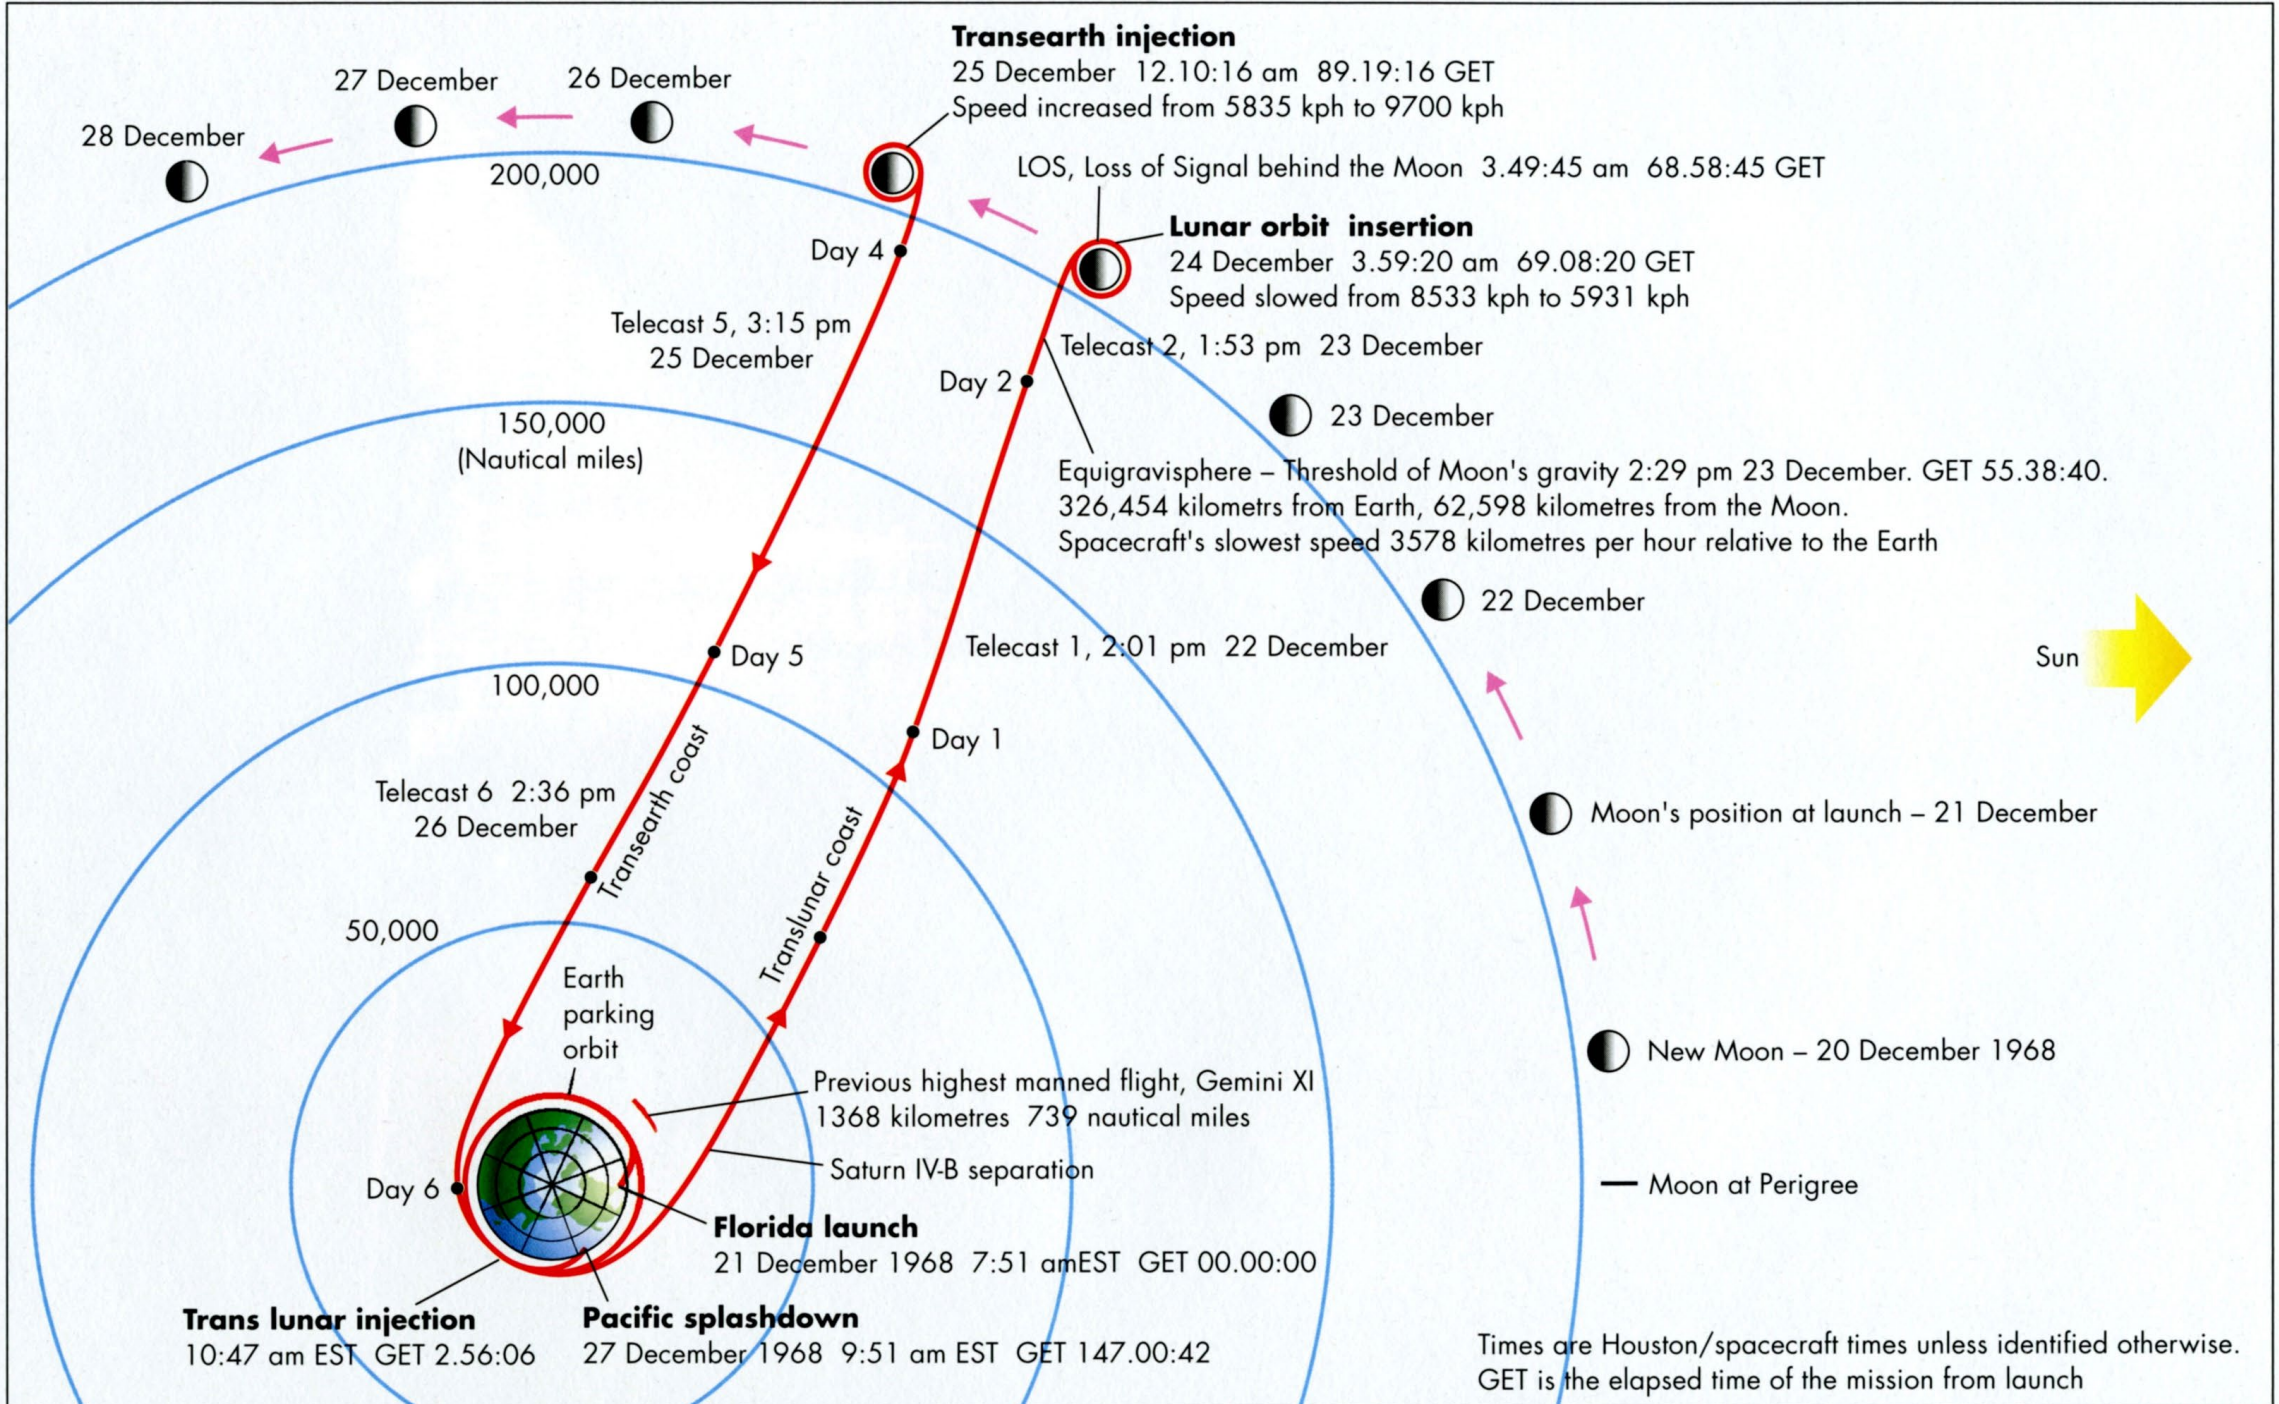 Transearth injection
25 December 12.10:16 am 89.19:16 GET
Speed increased from 5835 kph to 9700 kph
27 December
26 December
28 December
200,000
LOS, Loss of Signal behind the Moon 3.49:45 am 68.58:45 GET
Lunar orbit insertion
24 December 3.59:20 am 69.08:20 GET
Speed slowed from 8533 kph to 5931 kph
Day 4
Telecast 5, 3:15 pm
25 December
Telecast 2, 1:53 pm 23 December
Day 2
23 December
150,000
(Nautical miles)
Equigravisphere – Threshold of Moon's gravity 2:29 pm 23 December. GET 55.38:40.
326,454 kilometrs from Earth, 62,598 kilometres from the Moon.
Spacecraft's slowest speed 3578 kilometres per hour relative to the Earth
22 December
Telecast 1, 2:01 pm 22 December
Sun
Day 5
100,000
Day 1
Telecast 6 2:36 pm
26 December
Transearth coast
Translunar coast
Moon's position at launch – 21 December
50,000
Earth
parking
orbit
New Moon – 20 December 1968
Previous highest manned flight, Gemini XI
1368 kilometres 739 nautical miles
Saturn IV-B separation
Day 6
Moon at Perigree
Florida launch
21 December 1968 7:51 amEST GET 00.00:00
Trans lunar injection
10:47 am EST GET 2.56:06
Pacific splashdown
27 December 1968 9:51 am EST GET 147.00:42
Times are Houston/spacecraft times unless identified otherwise.
GET is the elapsed time of the mission from launch